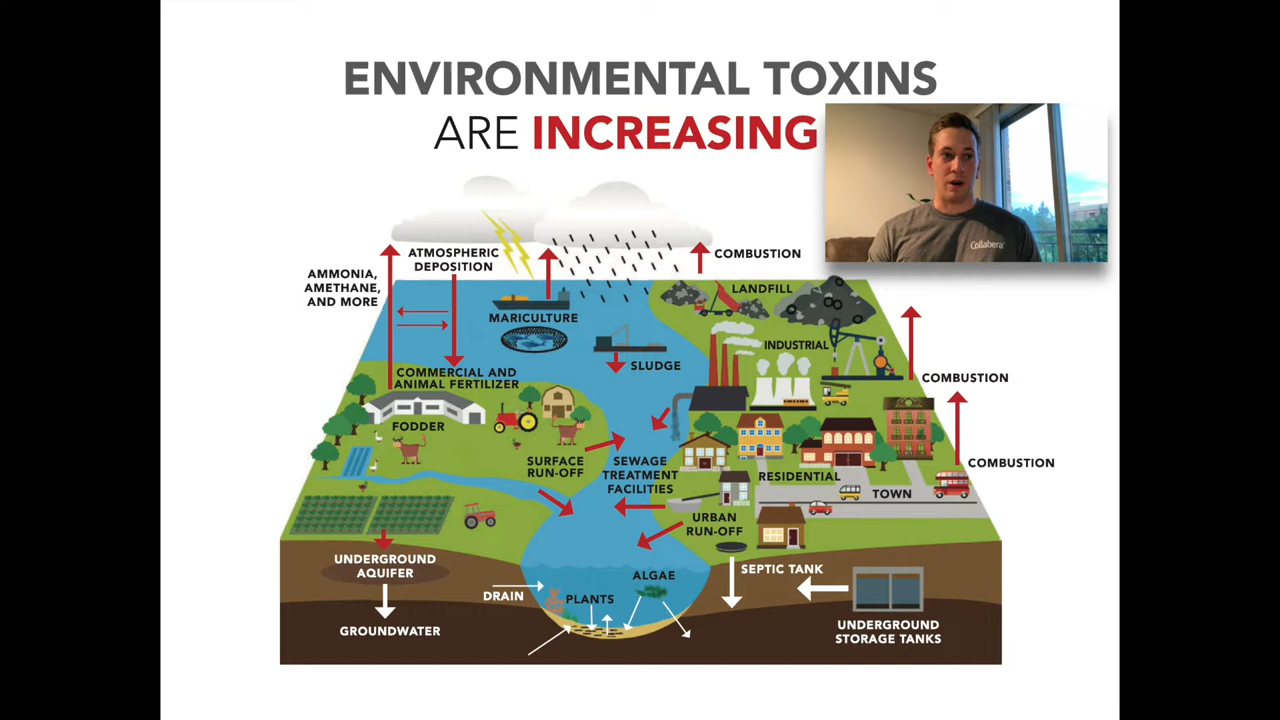 ENVIRONMENTAL TOXINS
ARE INCREASING
Collabera
ATMOSPHERIC
DEPOSITION
AMMONIA,
AMETHANE,
AND MORE
COMBUSTION
LANDFILL
MARICULTURE
INDUSTRIAL
SLUDGE
COMMERCIAL AND
ANIMAL FERTILIZER
COMBUSTION
FODDER
SURFACE
RUN-OFF
SEWAGE
TREATMENT
FACILITIES
RESIDENTIAL
COMBUSTION
TOWN
URBAN
RUN-OFF
UNDERGROUND
AQUIFER
SEPTIC TANK
ALGAE
DRAIN
PLANTS
GROUNDWATER
UNDERGROUND
STORAGE TANKS